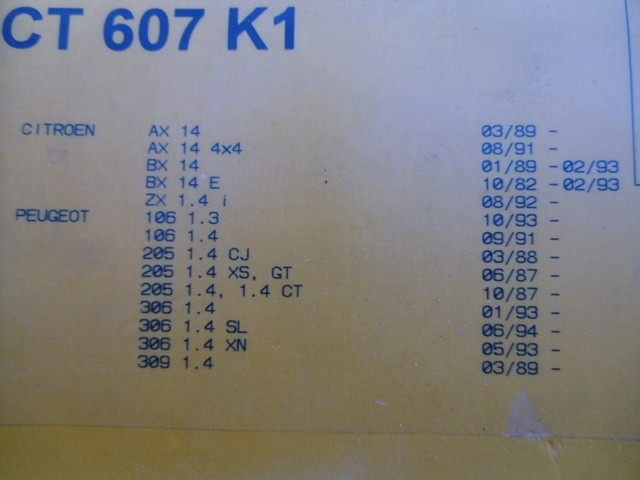 CT 607 K1
CITROEN AX 14 03/89 -
AX 14 4x4 08/91 -
BX 14 01/89 -02/93
BX 14 E 10/82 -02/93
ZX 1.4 i 08/92 -
PEUGEOT 106 1.3 10/93 -
106 1.4 09/91 -
205 1.4 CJ 03/88 -
205 1.4 XS, GT 06/87 -
205 1.4, 1.4 CT 10/87 -
306 1.4 01/93 -
306 1.4 SL 06/94 -
306 1.4 XN 05/93 -
309 1.4 03/89 -